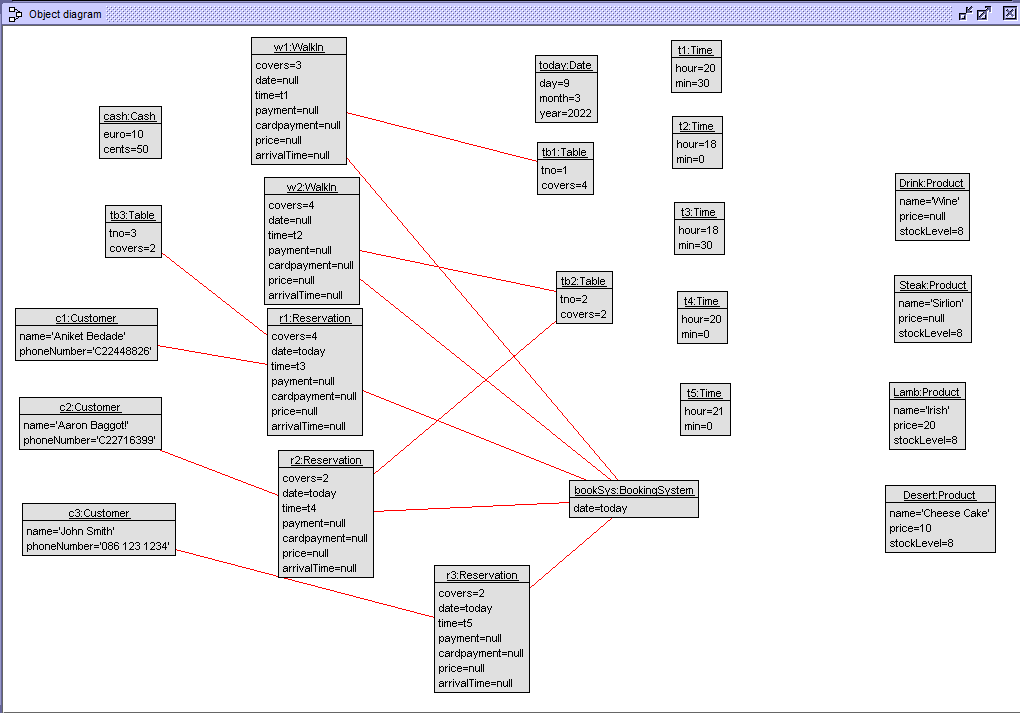 Object diagram
w1:WalkIn
covers=3
date=null
time=t1
payment=null
cardpayment=null
price=null
arrivalTime=null
today:Date
day=9
month=3
year=2022
t1:Time
hour=20
min=30
cash:Cash
euro=10
cents=50
t2:Time
hour=18
min=0
tb1:Table
tno=1
covers=4
w2:WalkIn
covers=4
date=null
time=t2
payment=null
cardpayment=null
price=null
arrivalTime=null
Drink:Product
name='Wine'
price=null
stockLevel=8
tb3:Table
tno=3
covers=2
t3:Time
hour=18
min=30
tb2:Table
tno=2
covers=2
Steak:Product
name='Sirlion'
price=null
stockLevel=8
t4:Time
hour=20
min=0
c1:Customer
name='Aniket Bedade'
phoneNumber='C22448826'
r1:Reservation
covers=4
date=today
time=t3
payment=null
cardpayment=null
price=null
arrivalTime=null
t5:Time
hour=21
min=0
Lamb:Product
name='Irish'
price=20
stockLevel=8
c2:Customer
name='Aaron Baggot!'
phoneNumber='C22716399'
r2:Reservation
covers=2
date=today
time=t4
payment=null
cardpayment=null
price=null
arrivalTime=null
bookSys:BookingSystem
date=today
Desert:Product
name='Cheese Cake'
price=10
stockLevel=8
c3:Customer
name='John Smith'
phoneNumber='086 123 1234'
r3:Reservation
covers=2
date=today
time=t5
payment=null
cardpayment=null
price=null
arrivalTime=null